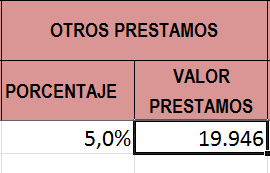 OTROS PRESTAMOS
PORCENTAJE
VALOR
PRESTAMOS
5,0%
19.946